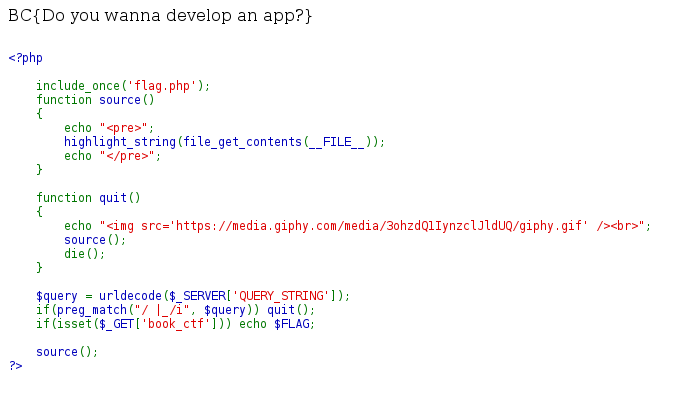 BC{Do you wanna develop an app?}
<?php
include_once('flag.php');
function source()
{
echo "<pre>";
highlight_string(file_get_contents(__FILE__));
echo "</pre>";
}
function quit()
{
echo "<img src='https://media.giphy.com/media/3ohzdQ1IynzclJldUQ/giphy.gif' /><br>";
source();
die();
}
$query = urldecode($_SERVER['QUERY_STRING']);
if(preg_match("/ |_/i", $query)) quit();
if(isset($_GET['book_ctf'])) echo $FLAG;
source();
?>